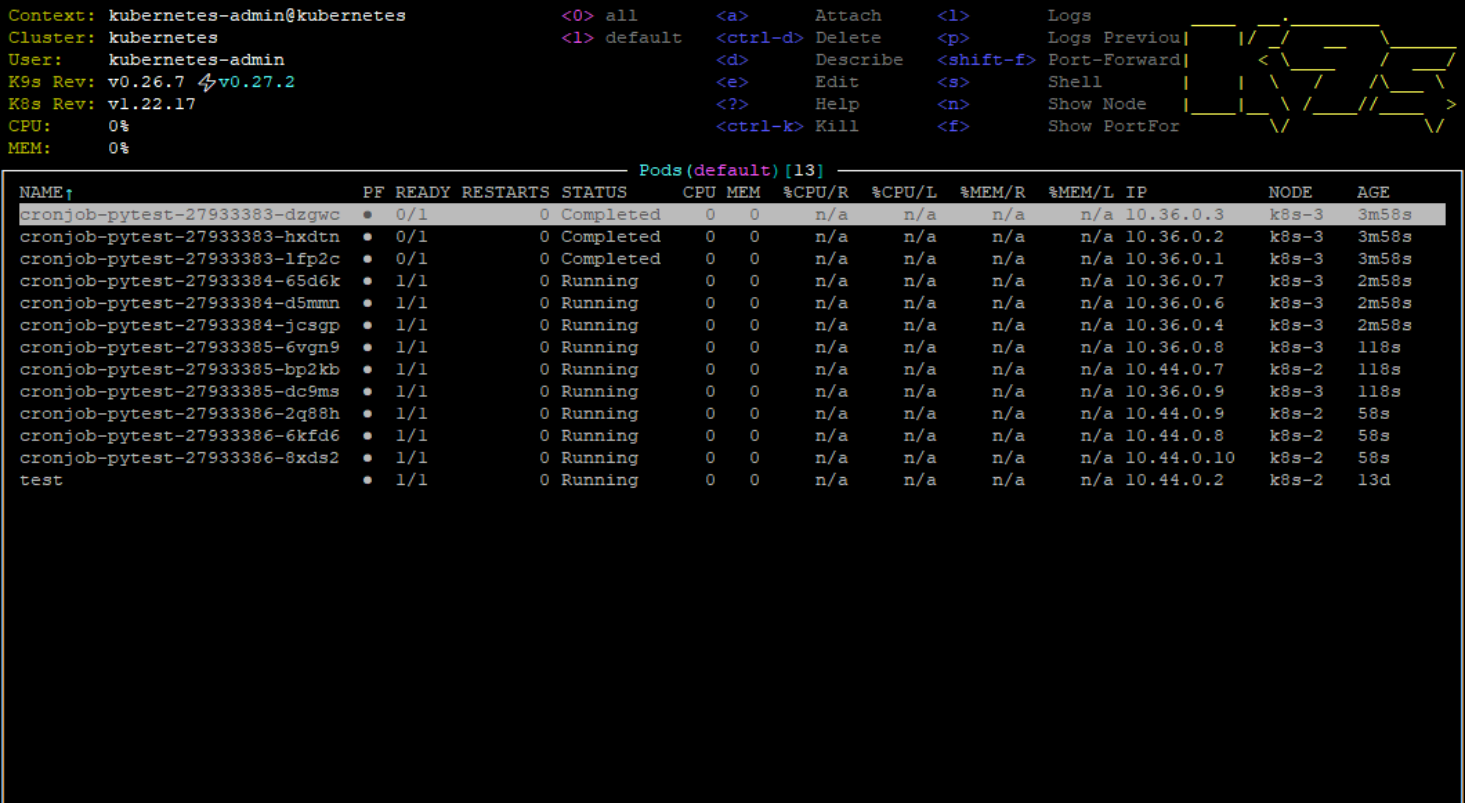 Context: kubernetes-admin@kubernetes <0> all <a> Attach <l> Logs
Cluster: kubernetes <1> default <ctrl-d> Delete <p> Logs Previou
User: kubernetes-admin <d> Describe <shift-f> Port-Forward
K9s Rev: v0.26.7 ⚡v0.27.2 <e> Edit <s> Shell
K8s Rev: v1.22.17 <?> Help <n> Show Node
CPU: 0% <ctrl-k> Kill <f> Show PortFor
MEM: 0%
Pods(default)[13]
NAME↑ PF READY RESTARTS STATUS CPU MEM %CPU/R %CPU/L %MEM/R %MEM/L IP NODE AGE
cronjob-pytest-27933383-dzgwc ● 0/1 0 Completed 0 0 n/a n/a n/a n/a 10.36.0.3 k8s-3 3m58s
cronjob-pytest-27933383-hxdtn ● 0/1 0 Completed 0 0 n/a n/a n/a n/a 10.36.0.2 k8s-3 3m58s
cronjob-pytest-27933383-lfp2c ● 0/1 0 Completed 0 0 n/a n/a n/a n/a 10.36.0.1 k8s-3 3m58s
cronjob-pytest-27933384-65d6k ● 1/1 0 Running 0 0 n/a n/a n/a n/a 10.36.0.7 k8s-3 2m58s
cronjob-pytest-27933384-d5mmn ● 1/1 0 Running 0 0 n/a n/a n/a n/a 10.36.0.6 k8s-3 2m58s
cronjob-pytest-27933384-jcsgp ● 1/1 0 Running 0 0 n/a n/a n/a n/a 10.36.0.4 k8s-3 2m58s
cronjob-pytest-27933385-6vgn9 ● 1/1 0 Running 0 0 n/a n/a n/a n/a 10.36.0.8 k8s-3 118s
cronjob-pytest-27933385-bp2kb ● 1/1 0 Running 0 0 n/a n/a n/a n/a 10.44.0.7 k8s-2 118s
cronjob-pytest-27933385-dc9ms ● 1/1 0 Running 0 0 n/a n/a n/a n/a 10.36.0.9 k8s-3 118s
cronjob-pytest-27933386-2q88h ● 1/1 0 Running 0 0 n/a n/a n/a n/a 10.44.0.9 k8s-2 58s
cronjob-pytest-27933386-6kfd6 ● 1/1 0 Running 0 0 n/a n/a n/a n/a 10.44.0.8 k8s-2 58s
cronjob-pytest-27933386-8xds2 ● 1/1 0 Running 0 0 n/a n/a n/a n/a 10.44.0.10 k8s-2 58s
test ● 1/1 0 Running 0 0 n/a n/a n/a n/a 10.44.0.2 k8s-2 13d